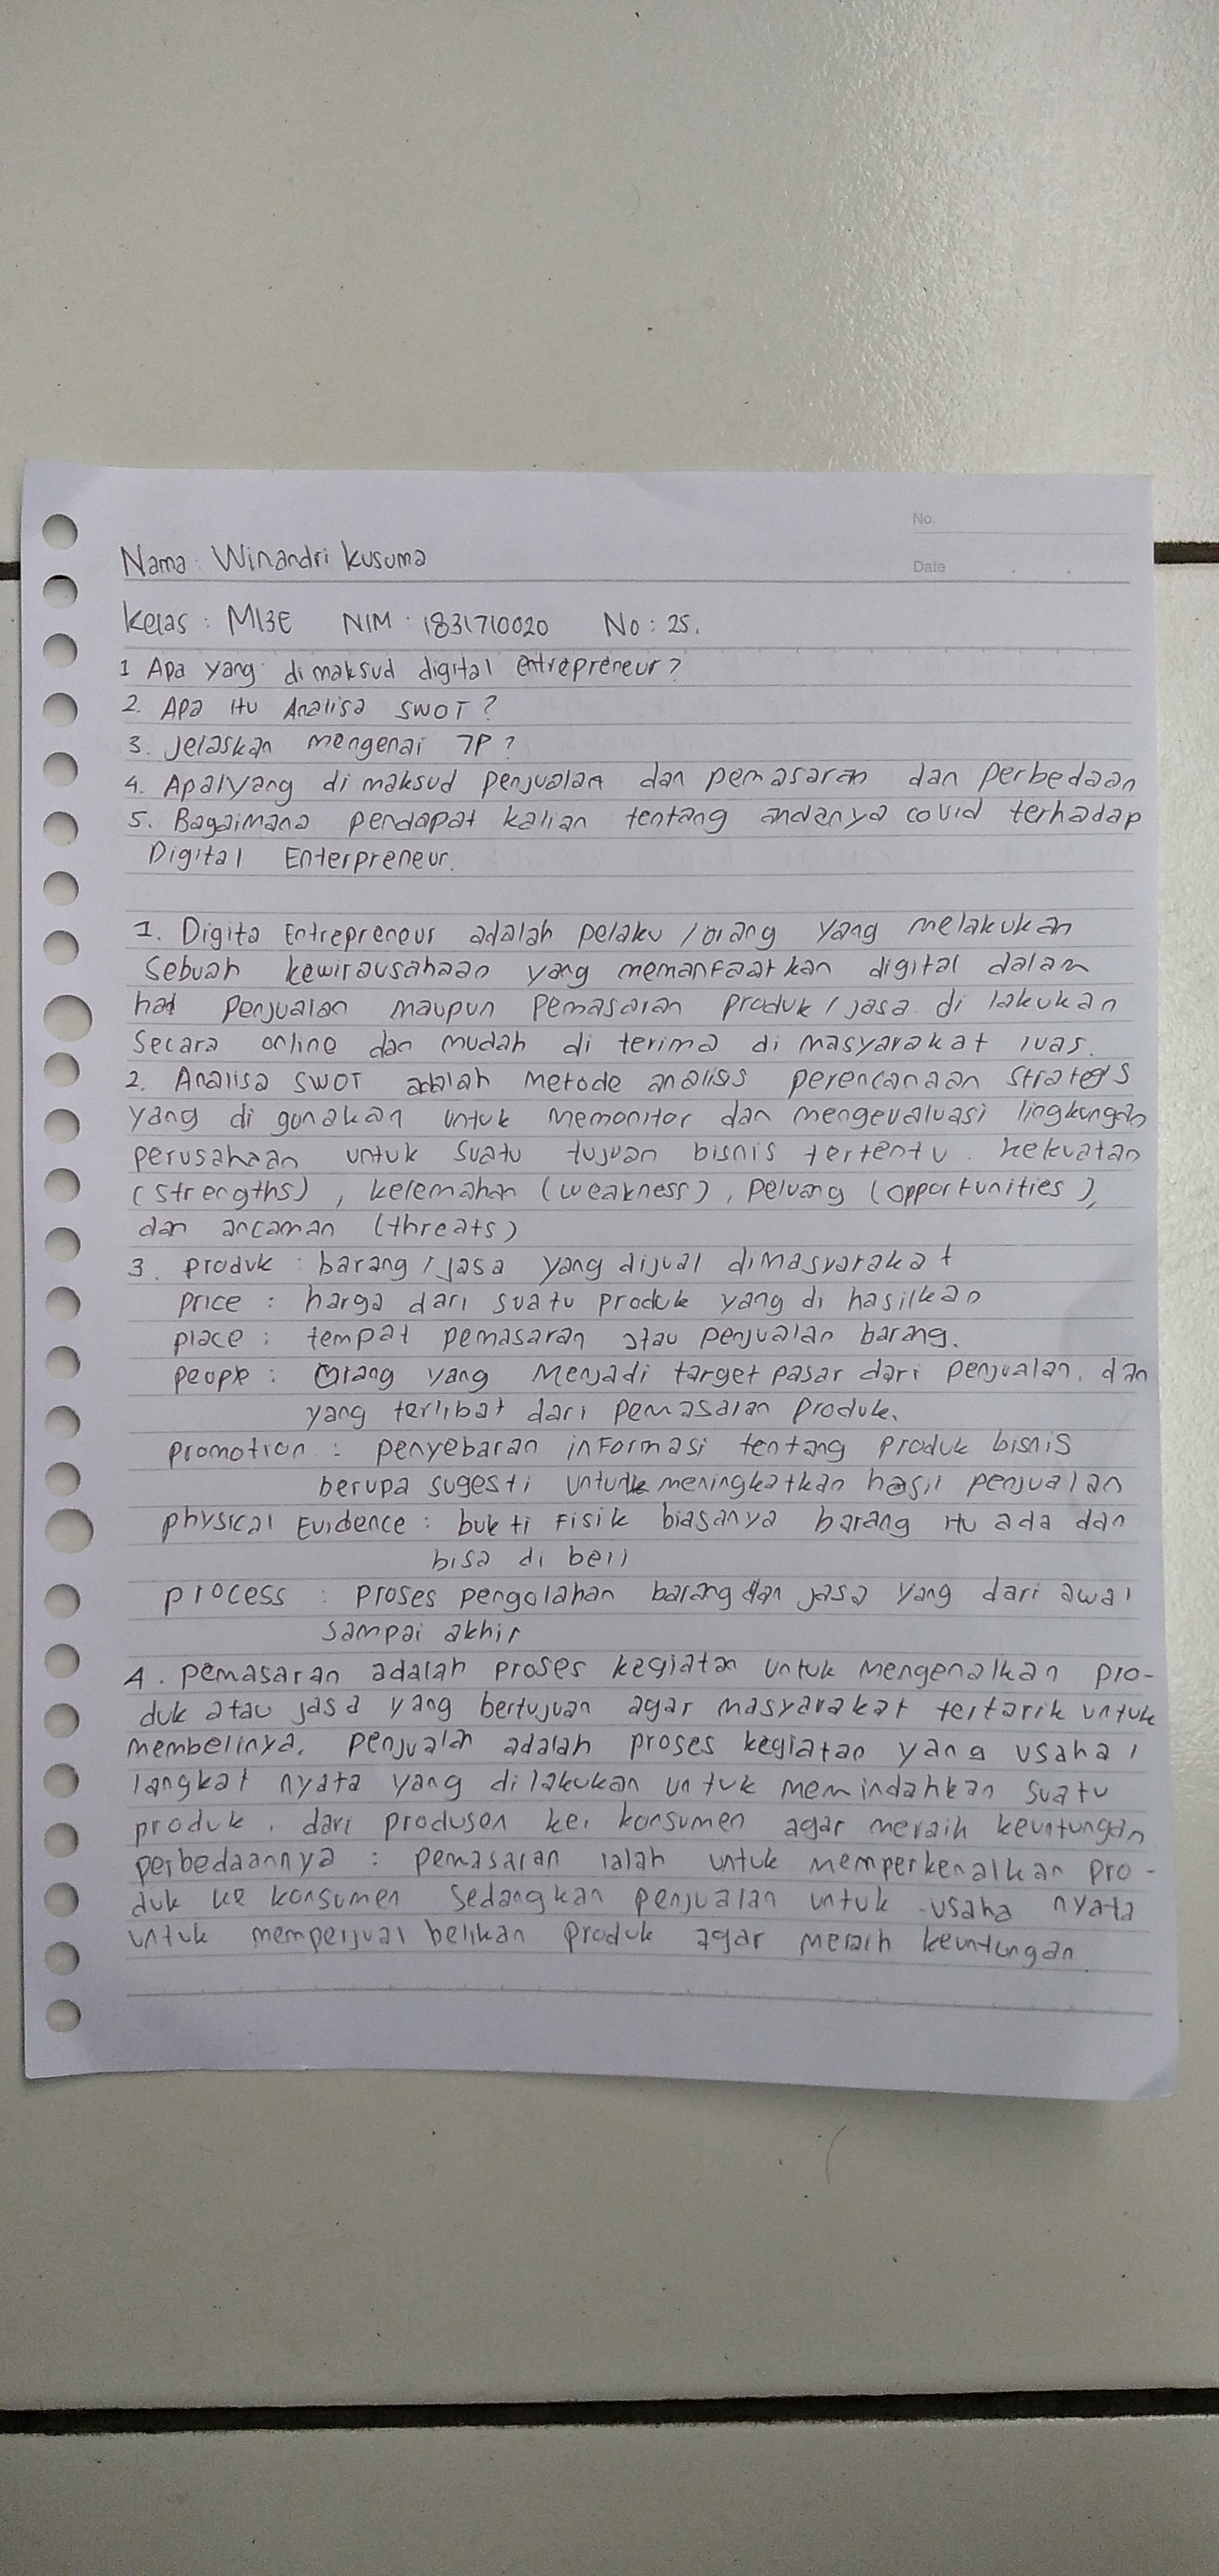 No.
Date
Nama : Winandri Kusuma
Kelas : MI3E NIM : 1831710020 No : 25.
1 Apa yang di maksud digital entrepreneur?
2. Apa itu Analisa SWOT?
3. Jelaskan mengenai 7P?
4. Apa yang di maksud Penjualan dan pemasaran dan Perbedaan
5. Bagaimana pendapat kalian tentang andanya covid terhadap
Digital Enterpreneur.
1. Digita Entrepreneur adalah pelaku / orang yang melakukan
Sebuah kewirausahaan yang memanfaatkan digital dalam
hal Penjualan maupun Pemasaran Produk / jasa di lakukan
Secara online dan mudah di terima di masyarakat luas.
2. Analisa SWOT adalah metode analisis perencanaan Strategis
yang di gunakan untuk memonitor dan mengevaluasi lingkungan
perusahaan untuk suatu tujuan bisnis tertentu. Kekuatan
(Strengths), kelemahan (weakness), Peluang (opportunities),
dan ancaman (threats)
3. Produk : barang / jasa yang dijual dimasyarakat
Price : harga dari suatu produk yang di hasilkan
place : tempat pemasaran atau penjualan barang.
people : Orang yang Menjadi target pasar dari penjualan. dan
yang terlibat dari pemasaran Produk.
Promotion : penyebaran informasi tentang produk bisnis
berupa sugesti untuk meningkatkan hasil penjualan
Physical Evidence : bukti Fisik biasanya barang itu ada dan
bisa di beli
Process : Proses pengolahan barang dan jasa yang dari awal
sampai akhir
4. Pemasaran adalah proses kegiatan untuk mengenalkan pro-
duk atau jasa yang bertujuan agar masyarakat tertarik untuk
membelinya. Penjualan adalah proses kegiatan yang usaha /
langkat nyata yang di lakukan untuk memindahkan suatu
produk, dari produsen ke konsumen agar meraih keuntungan
perbedaannya : pemasaran ialah untuk memperkenalkan pro-
duk ke konsumen Sedangkan penjualan untuk usaha nyata
untuk memperjual belikan Produk agar meraih keuntungan.